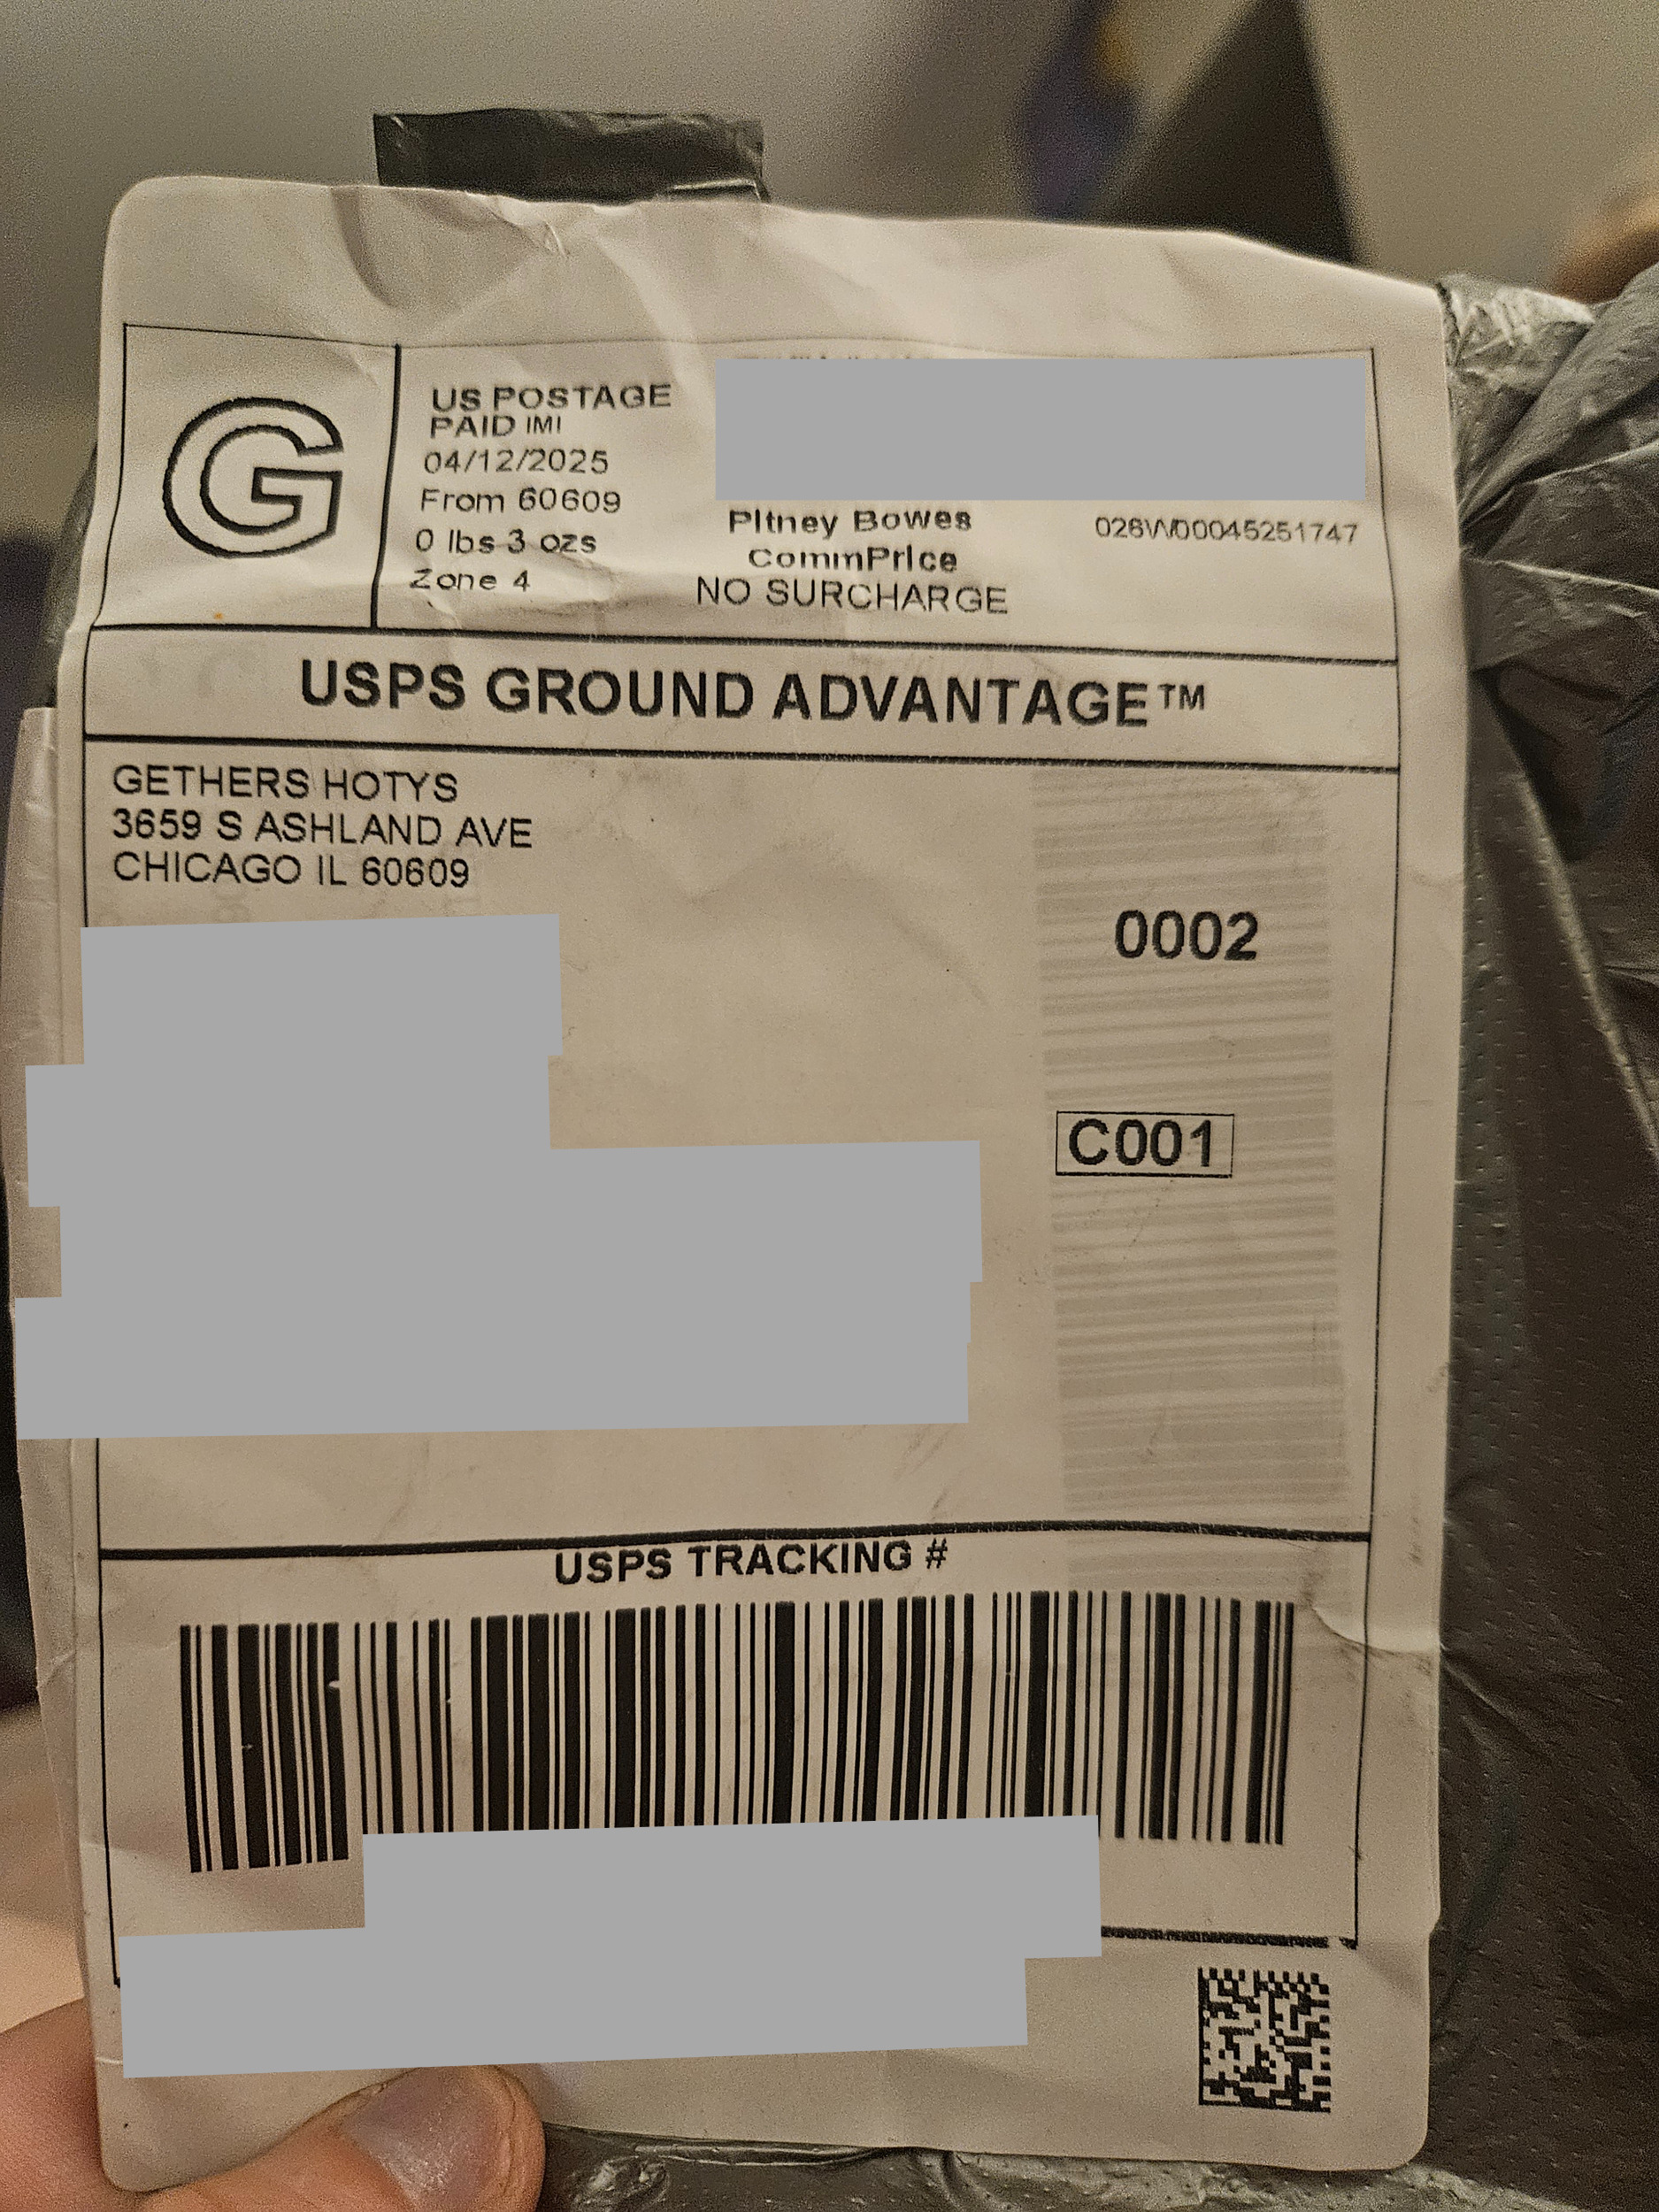 G
US POSTAGE
PAID IMI
04/12/2025
From 60609
0 lbs 3 ozs
Zone 4
Pitney Bowes
CommPrice
NO SURCHARGE
026W00045251747
USPS GROUND ADVANTAGE™
GETHERS HOTYS
3659 S ASHLAND AVE
CHICAGO IL 60609
0002
C001
USPS TRACKING #